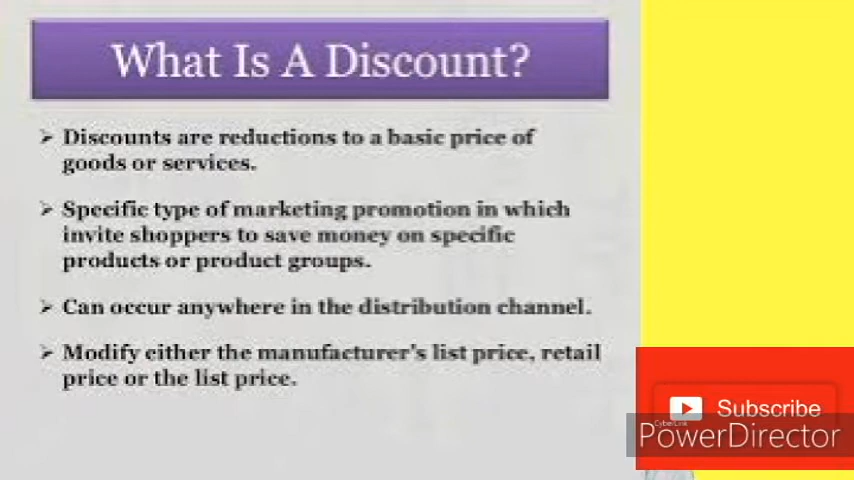 What Is A Discount?
➢ Discounts are reductions to a basic price of
goods or services.
➢ Specific type of marketing promotion in which
invite shoppers to save money on specific
products or product groups.
➢ Can occur anywhere in the distribution channel.
➢ Modify either the manufacturer's list price, retail
price or the list price.
Subscribe
CyberLink
PowerDirector